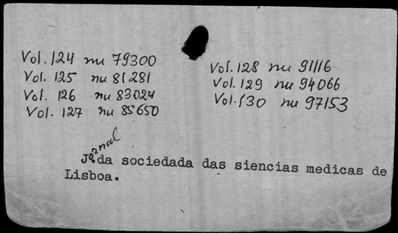 Vol. 124 nu 79300
Vol. 125 nu 81281
Vol. 126 nu 83024
Vol. 127 nu 85650
Vol. 128 nu 91116
Vol. 129 nu 94066
Vol. 130 nu 97153
Jornal da sociedada das siencias medicas de
Lisboa.